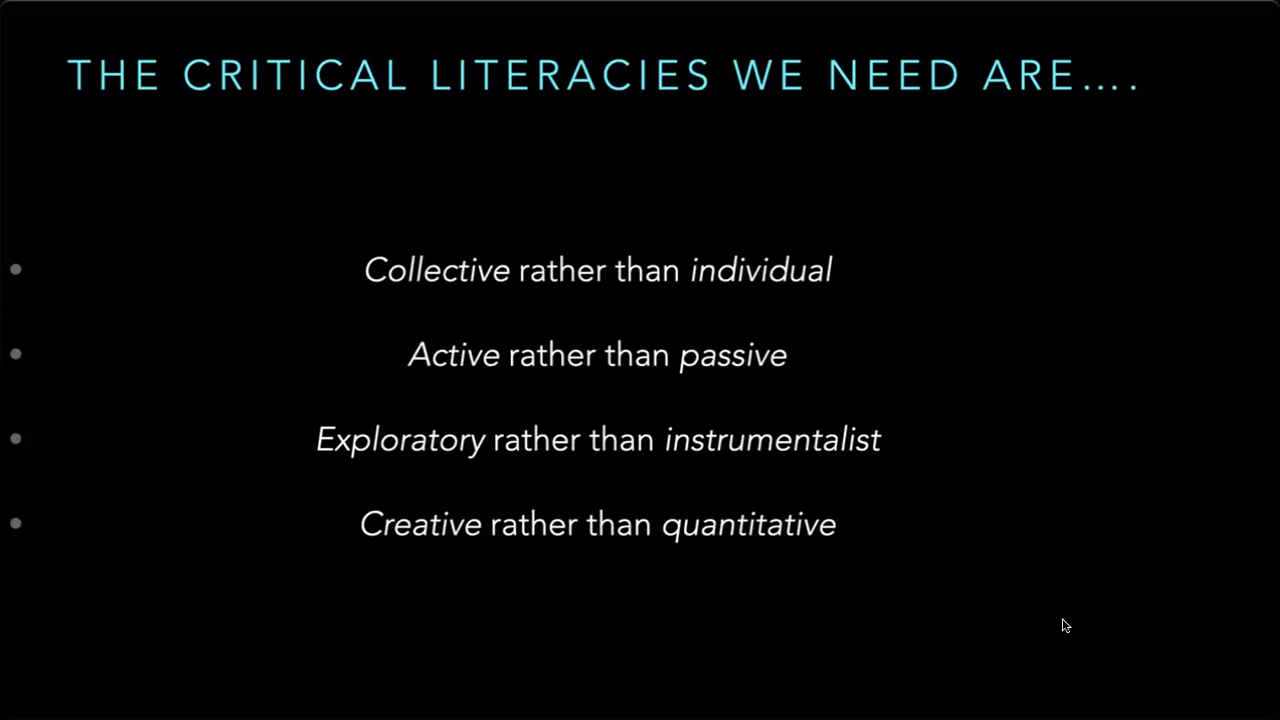 THE CRITICAL LITERACIES WE NEED ARE....
Collective rather than individual
Active rather than passive
Exploratory rather than instrumentalist
Creative rather than quantitative